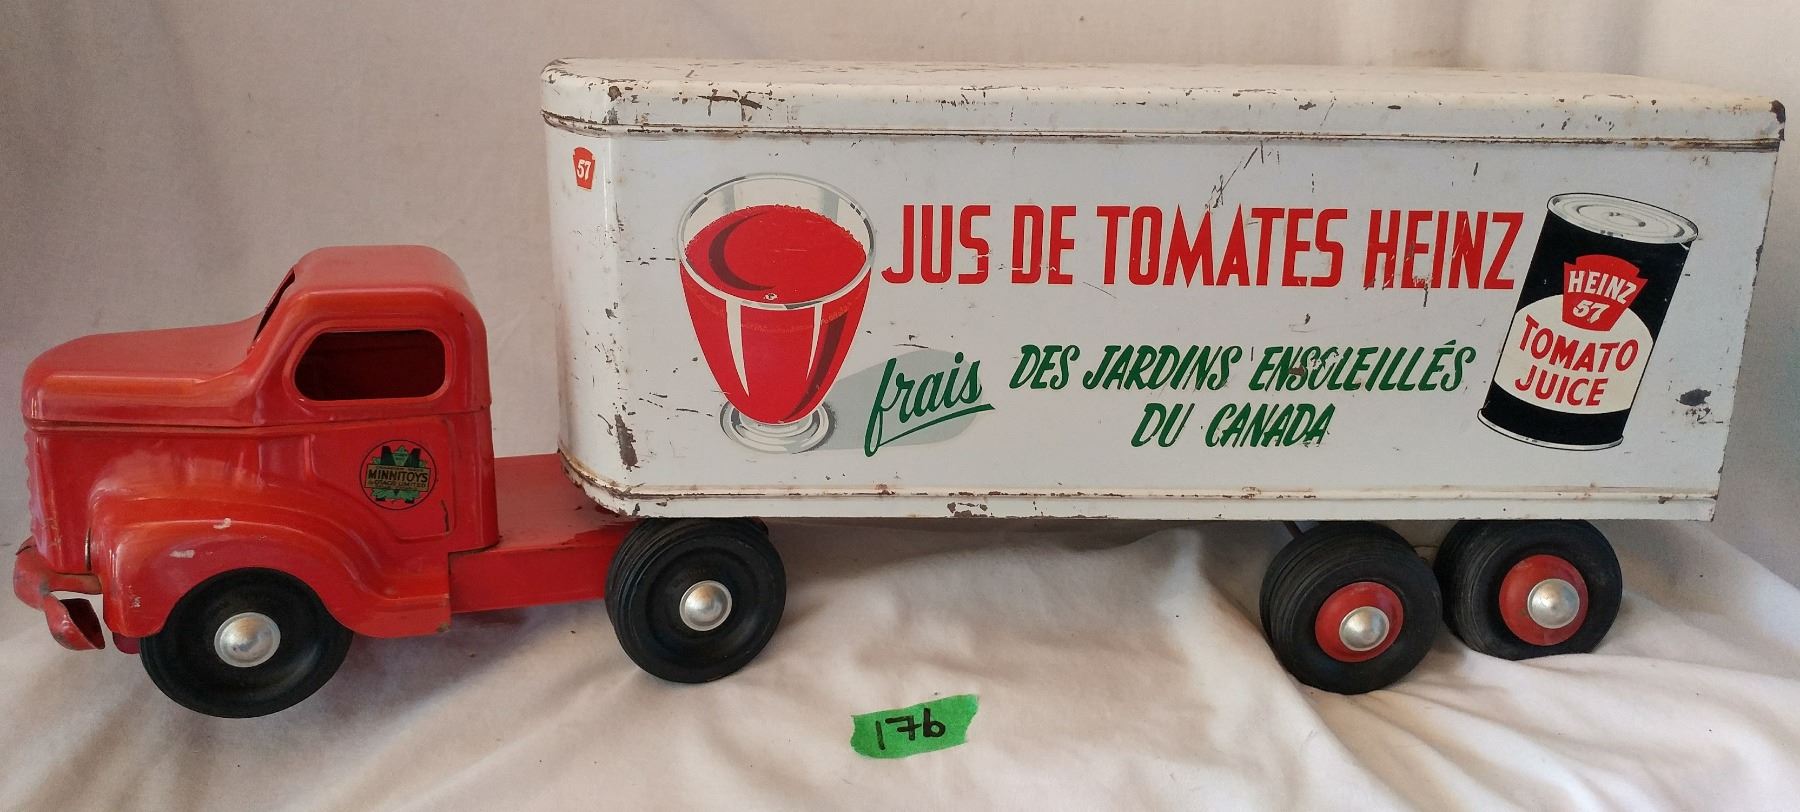 57
JUS DE TOMATES HEINZ
frais DES JARDINS ENSOLEILLÉS
DU CANADA
HEINZ
57
TOMATO
JUICE
MINNITOYS
176